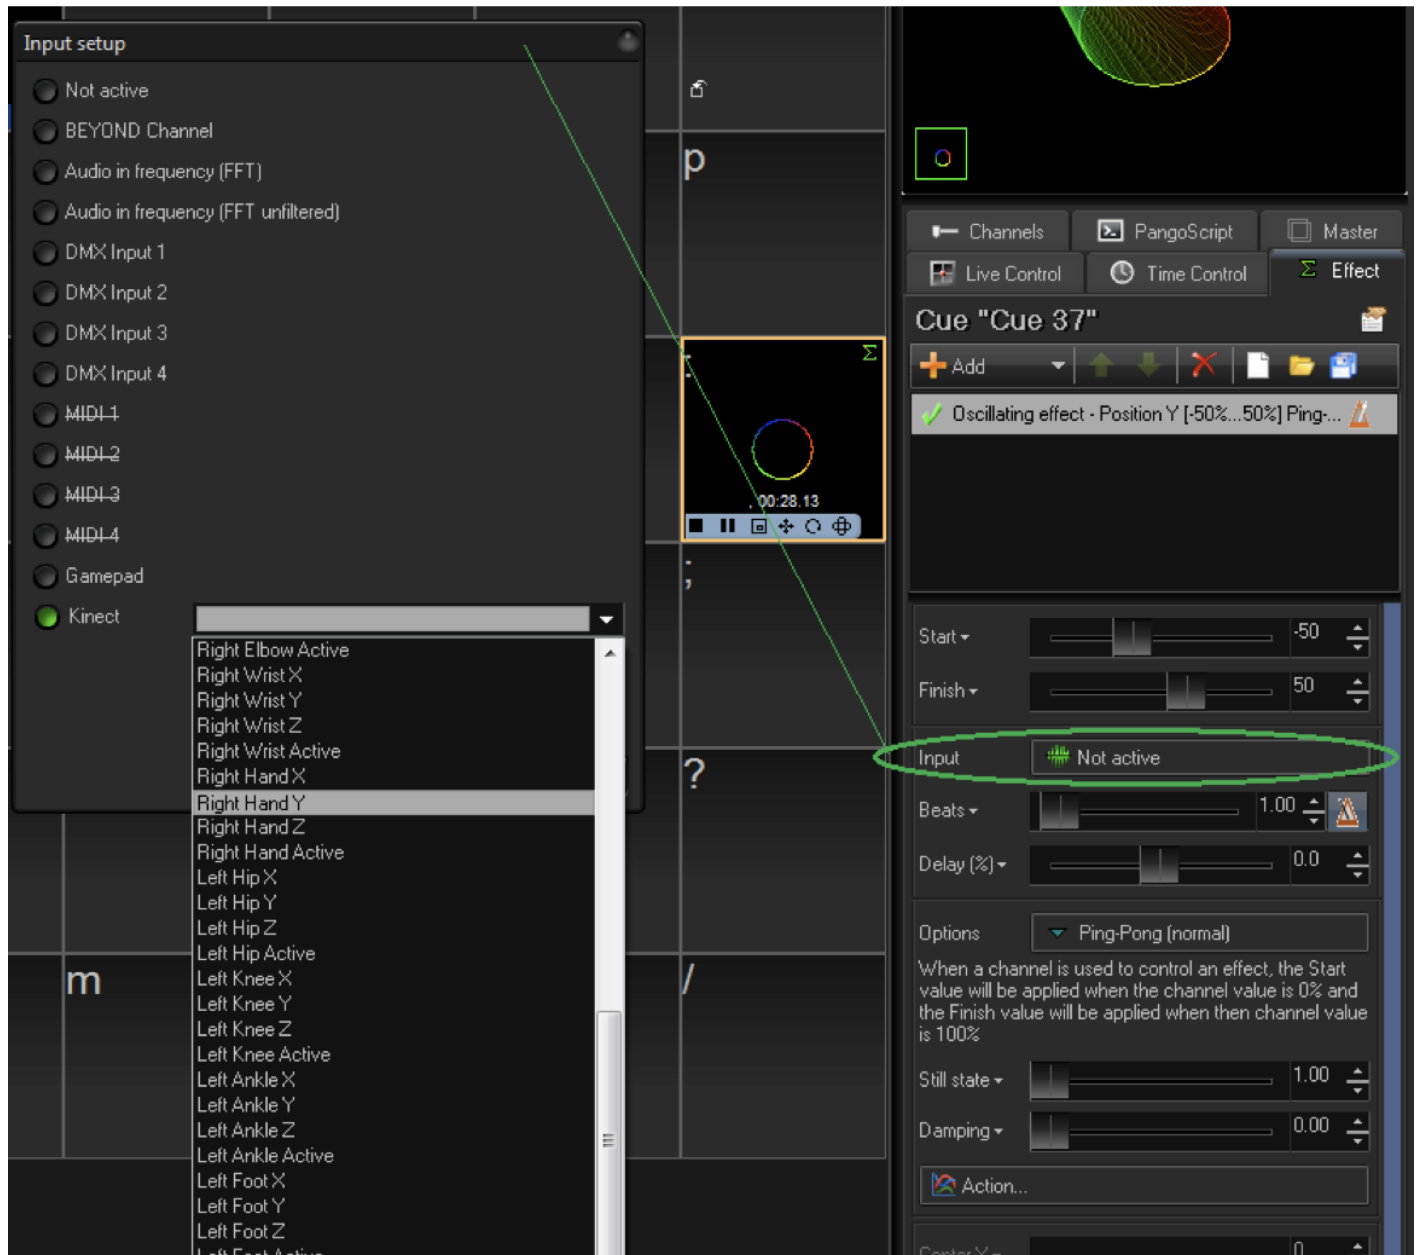 Input setup
Not active
BEYOND Channel
Audio in frequency (FFT)
Audio in frequency (FFT unfiltered)
DMX Input 1
DMX Input 2
DMX Input 3
DMX Input 4
MIDI 1
MIDI 2
MIDI 3
MIDI 4
Gamepad
Kinect
Right Elbow Active
Right Wrist X
Right Wrist Y
Right Wrist Z
Right Wrist Active
Right Hand X
Right Hand Y
Right Hand Z
Right Hand Active
Left Hip X
Left Hip Y
Left Hip Z
Left Hip Active
Left Knee X
Left Knee Y
Left Knee Z
Left Knee Active
Left Ankle X
Left Ankle Y
Left Ankle Z
Left Ankle Active
Left Foot X
Left Foot Y
Left Foot Z
Left Foot Active
p
00:28.13
;
?
m
/
Channels
PangoScript
Master
Live Control
Time Control
Σ Effect
Cue "Cue 37"
Add
Oscillating effect - Position Y [-50%...50%] Ping-...
Start -50
Finish 50
Input Not active
Beats 1.00
Delay (%) 0.0
Options Ping-Pong (normal)
When a channel is used to control an effect, the Start
value will be applied when the channel value is 0% and
the Finish value will be applied when then channel value
is 100%
Still state 1.00
Damping 0.00
Action...